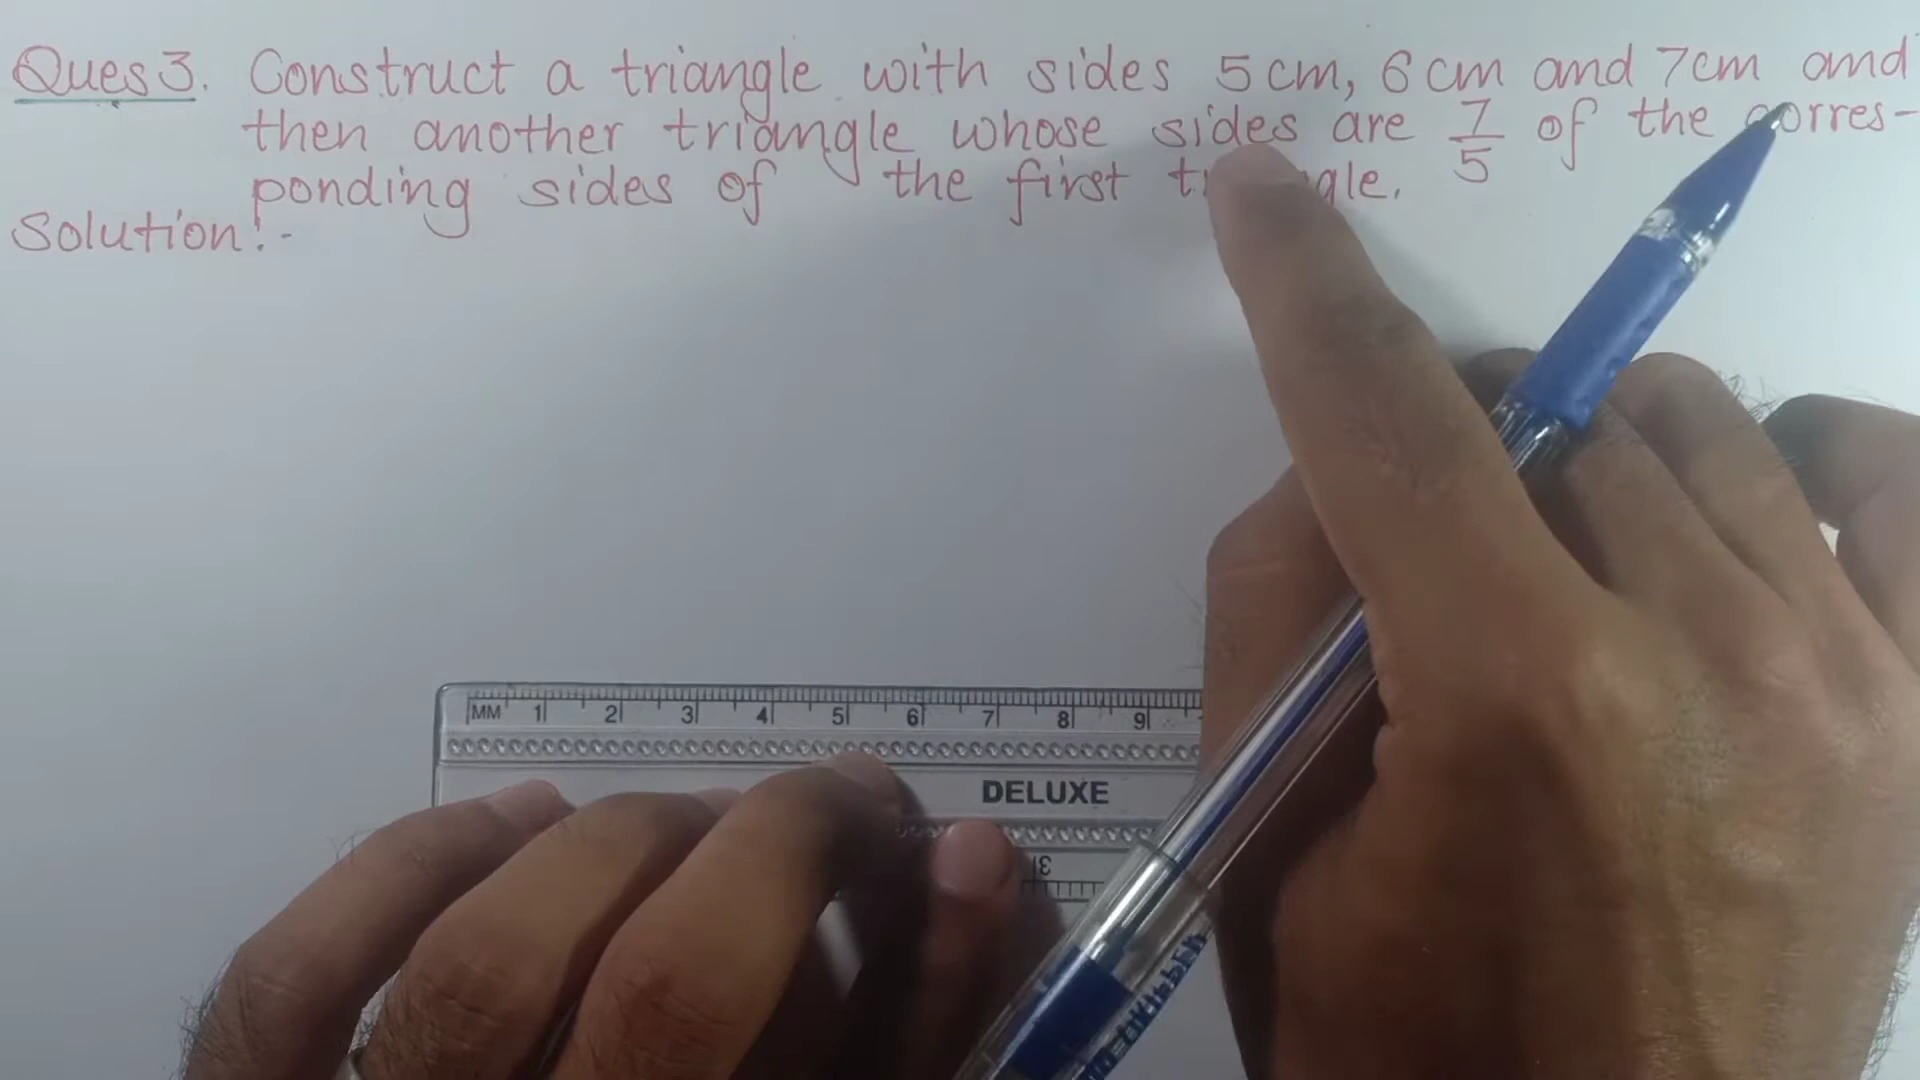 Ques 3. Construct a triangle with sides 5 cm, 6 cm and 7 cm and
then another triangle whose sides are 7/5 of the corres-
ponding sides of the first
Solution:-
MM 1 2 3 4 5 6 7 8 9
DELUXE